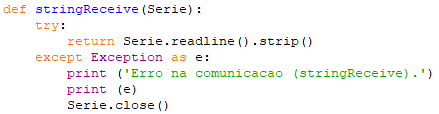 def stringReceive(Serie):
    try:
        return Serie.readline().strip()
    except Exception as e:
        print ('Erro na comunicacao (stringReceive).')
        print (e)
        Serie.close()